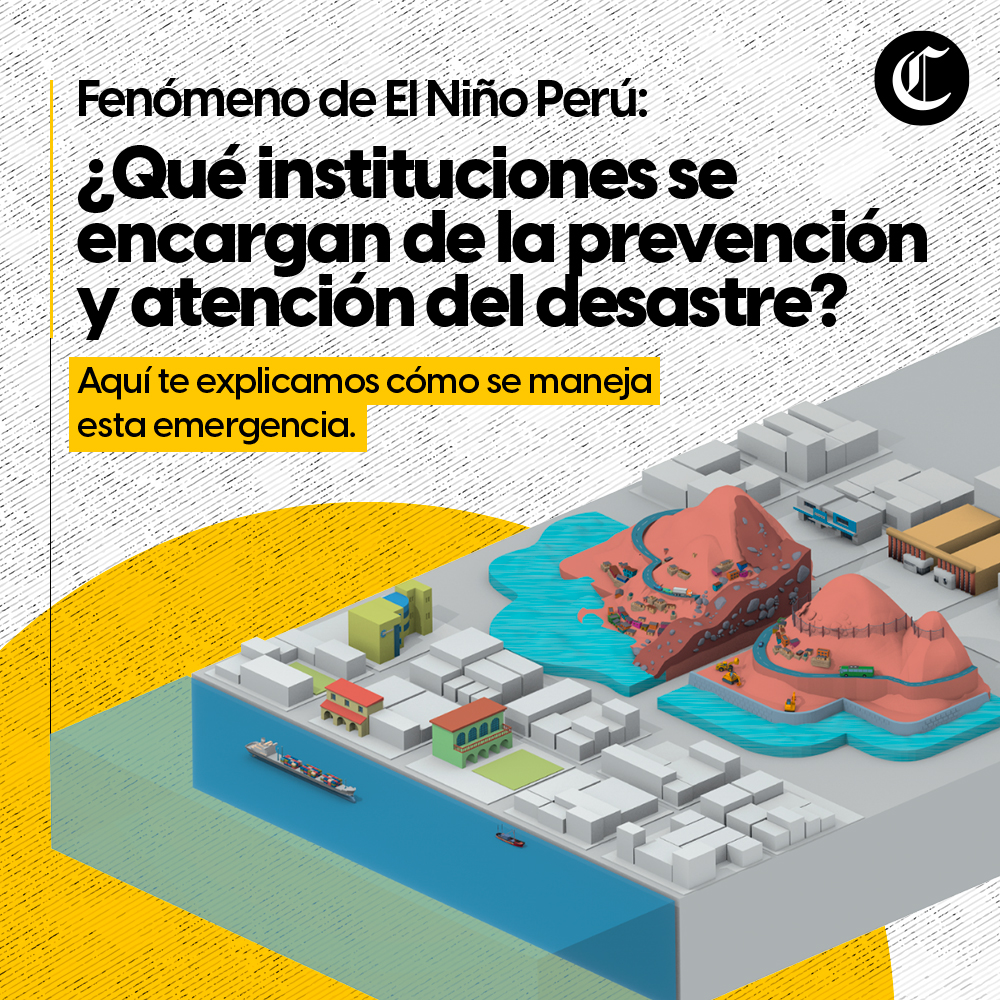 Fenómeno de El Niño Perú:
¿Qué instituciones se
encargan de la prevención
y atención del desastre?
Aquí te explicamos cómo se maneja
esta emergencia.
C